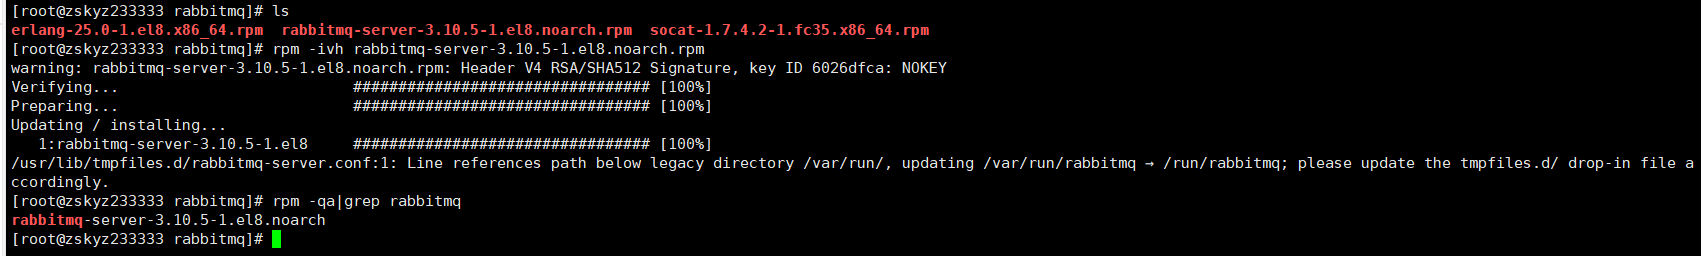 [root@zskyz233333 rabbitmq]# ls
erlang-25.0-1.el8.x86_64.rpm  rabbitmq-server-3.10.5-1.el8.noarch.rpm  socat-1.7.4.2-1.fc35.x86_64.rpm
[root@zskyz233333 rabbitmq]# rpm -ivh rabbitmq-server-3.10.5-1.el8.noarch.rpm
warning: rabbitmq-server-3.10.5-1.el8.noarch.rpm: Header V4 RSA/SHA512 Signature, key ID 6026dfca: NOKEY
Verifying...                          ################################# [100%]
Preparing...                          ################################# [100%]
Updating / installing...
   1:rabbitmq-server-3.10.5-1.el8     ################################# [100%]
/usr/lib/tmpfiles.d/rabbitmq-server.conf:1: Line references path below legacy directory /var/run/, updating /var/run/rabbitmq → /run/rabbitmq; please update the tmpfiles.d/ drop-in file a
ccordingly.
[root@zskyz233333 rabbitmq]# rpm -qa|grep rabbitmq
rabbitmq-server-3.10.5-1.el8.noarch
[root@zskyz233333 rabbitmq]#